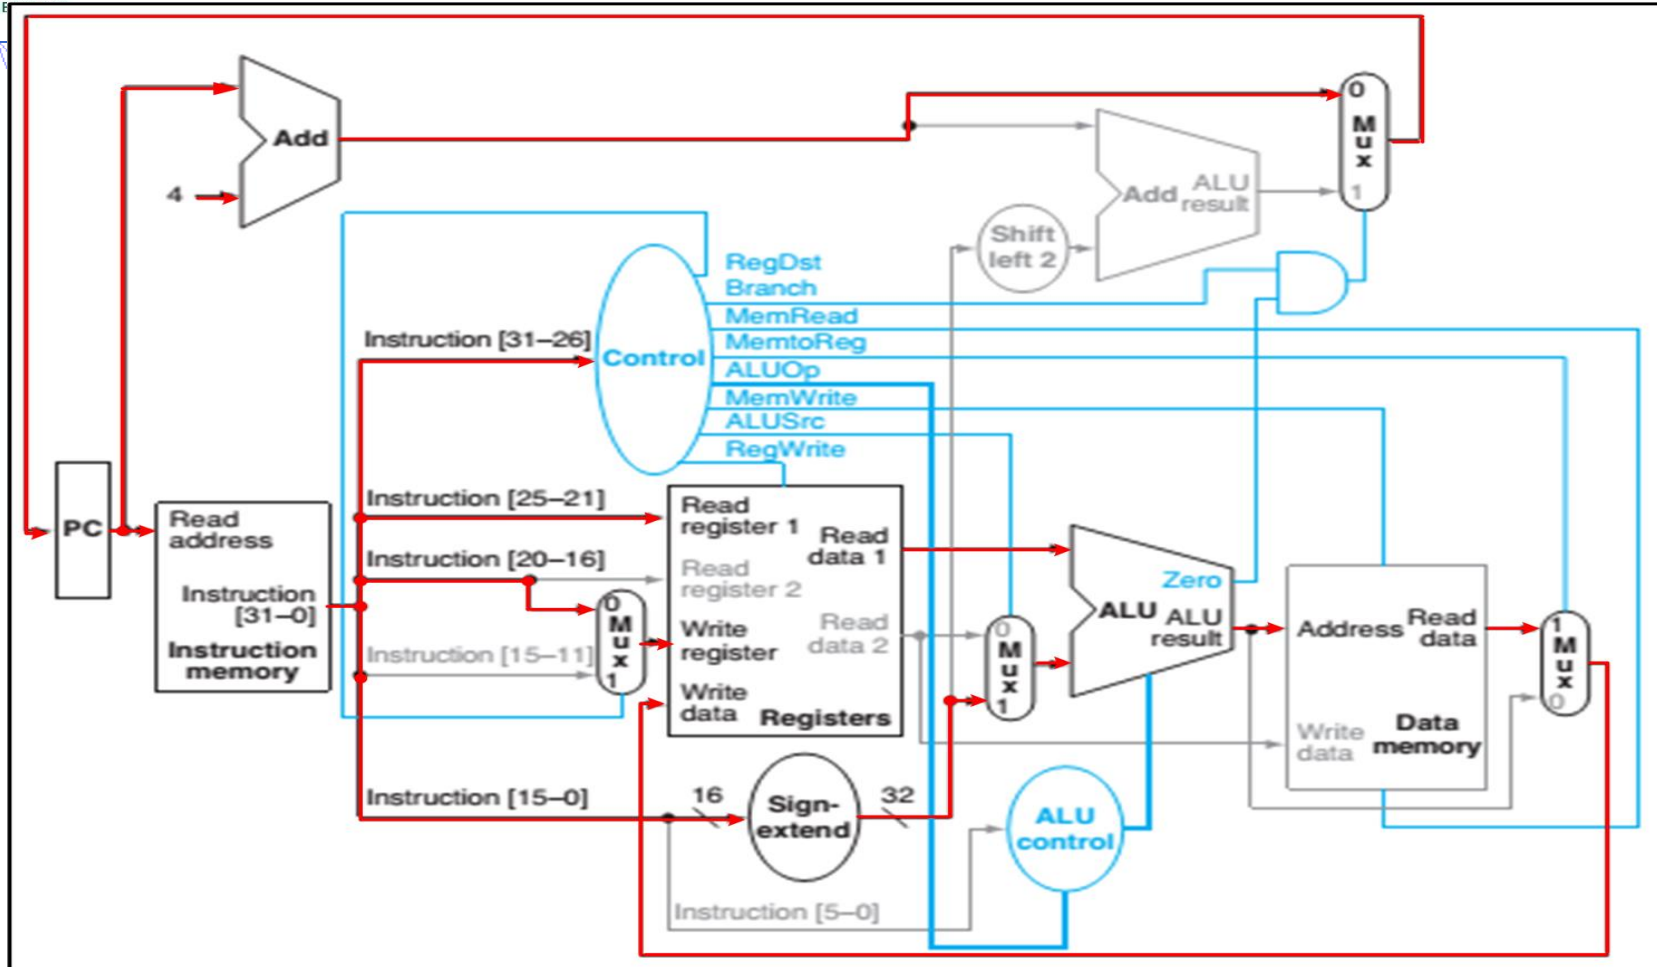 0
M
u
x
1
Add
4
Add
ALU
result
Shift
left 2
RegDst
Branch
MemRead
MemtoReg
ALUOp
MemWrite
ALUSrc
RegWrite
Control
Instruction [31–26]
Instruction [25–21]
Instruction [20–16]
Instruction [15–11]
Instruction [15–0]
Instruction [5–0]
PC
Read
address
Instruction
[31–0]
Instruction
memory
0
M
u
x
1
Read
register 1
Read
register 2
Write
register
Write
data
Read
data 1
Read
data 2
Registers
16
Sign-
extend
32
0
M
u
x
1
Zero
ALU
ALU
result
ALU
control
Address
Read
data
Write
data
Data
memory
1
M
u
x
0